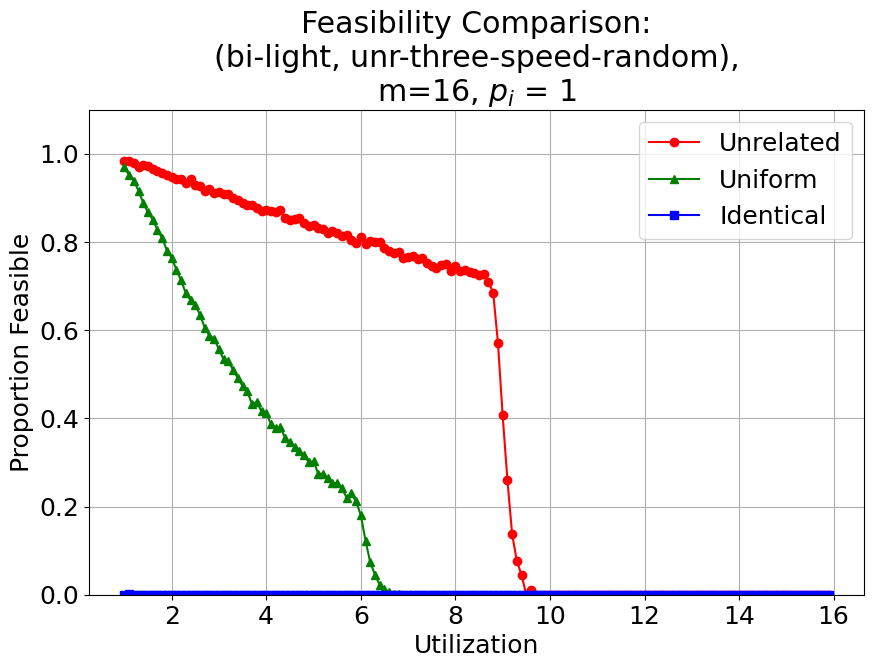 Feasibility Comparison:
(bi-light, unr-three-speed-random),
m=16, $p_i$ = 1
Unrelated
Uniform
Identical
Proportion Feasible
1.0
0.8
0.6
0.4
0.2
0.0
2 4 6 8 10 12 14 16
Utilization